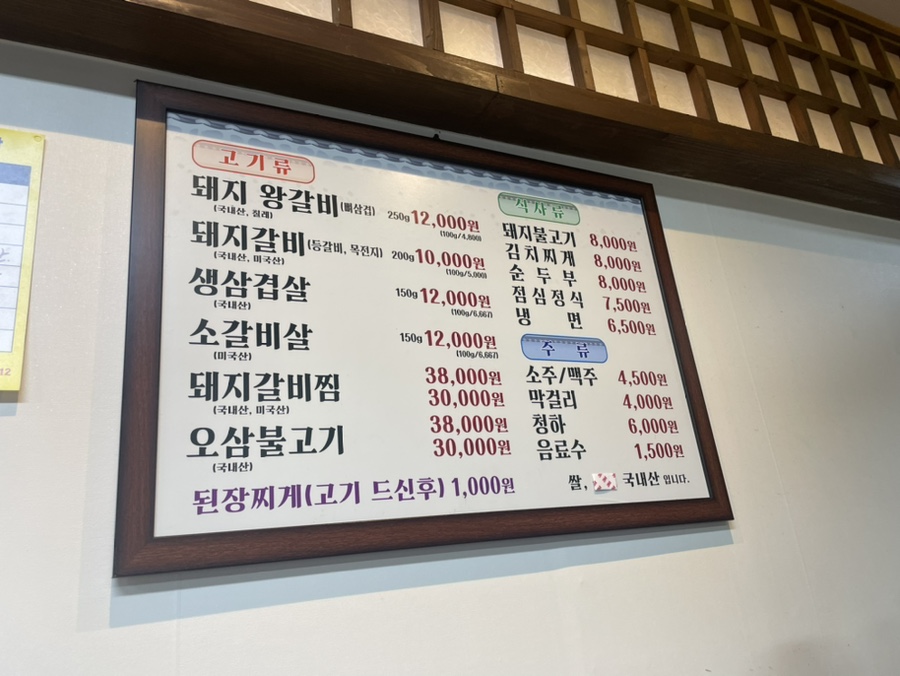 고기류
돼지 왕갈비(뼈삼겹) 250g 12,000원
(국내산, 칠레) (100g/4,800)
돼지갈비(등갈비, 목전지) 200g 10,000원
(국내산, 미국산) (100g/5,000)
생삼겹살 150g 12,000원
(국내산) (100g/6,667)
소갈비살 150g 12,000원
(미국산) (100g/6,667)
돼지갈비찜 38,000원
30,000원
(국내산, 미국산)
오삼불고기 38,000원
30,000원
(국내산)
된장찌개(고기 드신후) 1,000원
식사류
돼지불고기 8,000원
김치찌개 8,000원
순두부 8,000원
점심정식 7,500원
냉면 6,500원
주류
소주/맥주 4,500원
막걸리 4,000원
청하 6,000원
음료수 1,500원
쌀, 국내산 입니다.